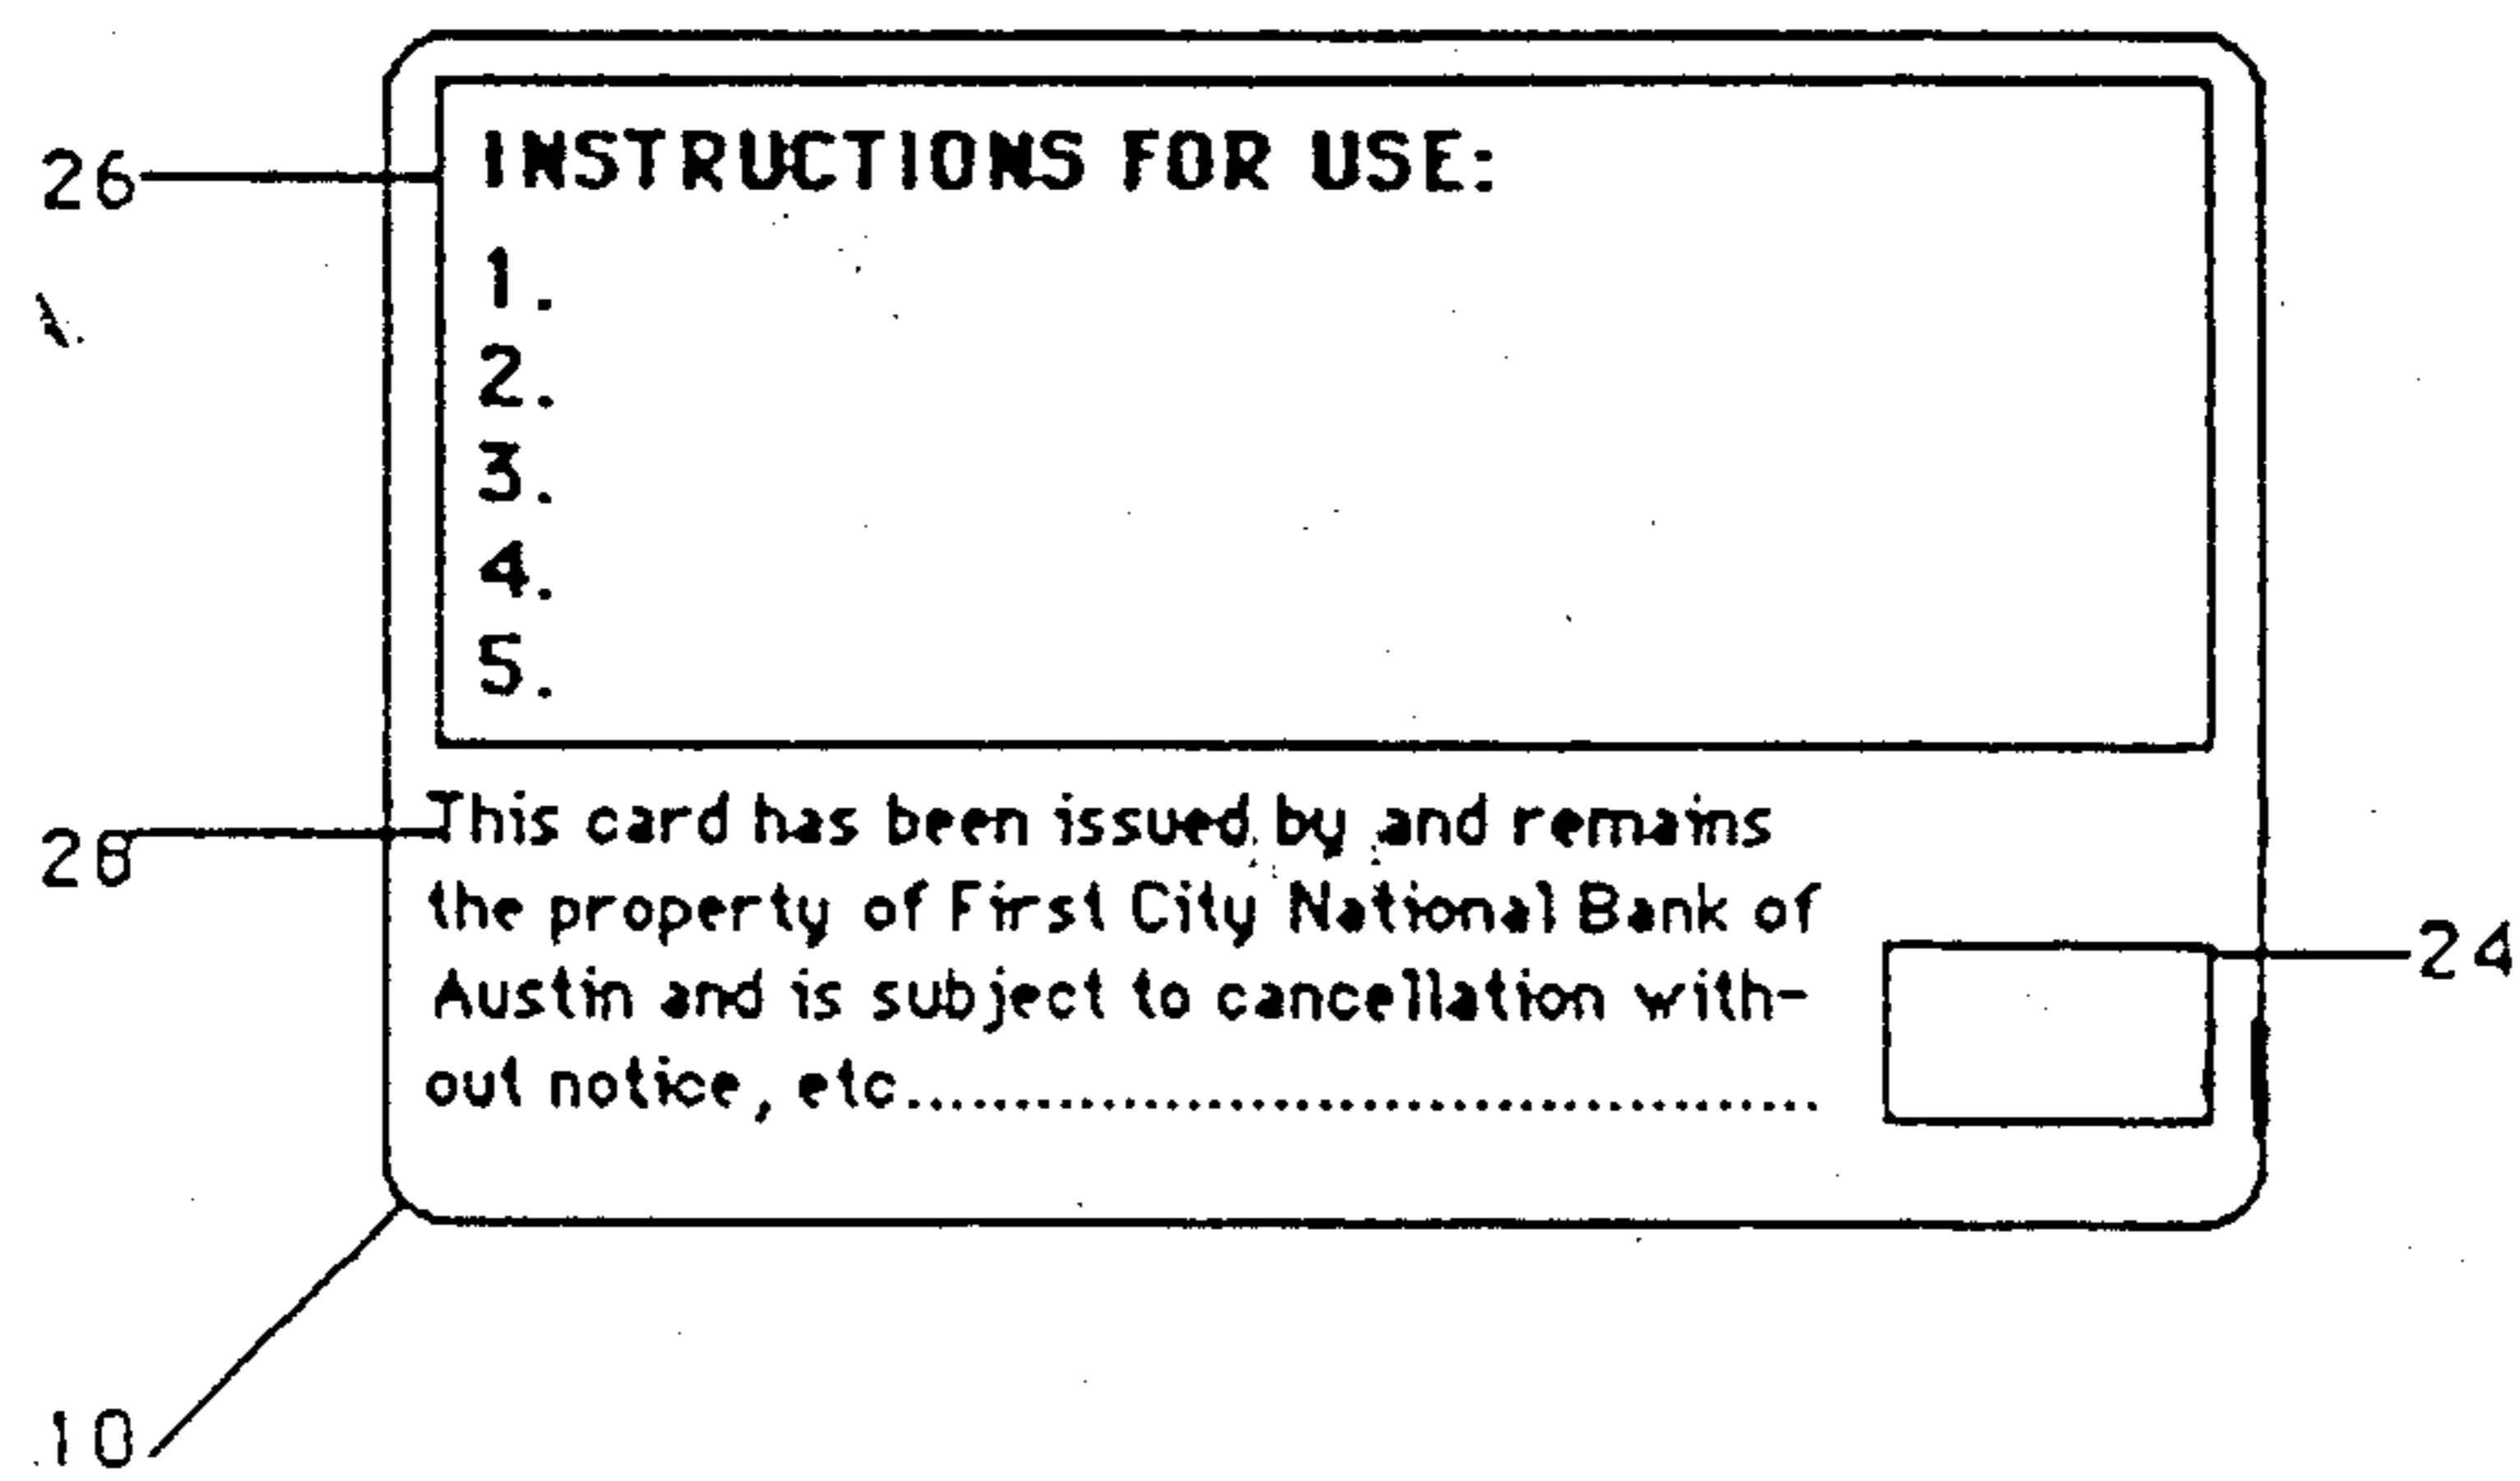 26
INSTRUCTIONS FOR USE:
1.
2.
3.
4.
5.
28
This card has been issued by and remains
the property of First City National Bank of
Austin and is subject to cancellation with-
out notice, etc..........................................
24
10